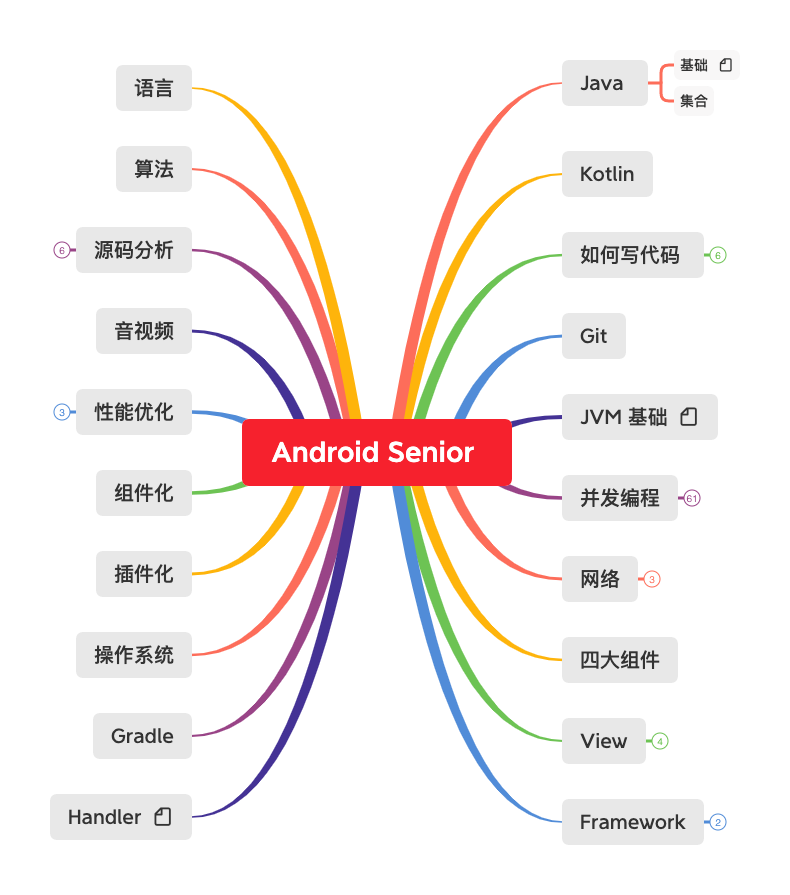 Android Senior
Java
基础
集合
Kotlin
如何写代码
6
Git
JVM 基础
并发编程
61
网络
3
四大组件
View
4
Framework
2
语言
算法
源码分析
6
音视频
性能优化
3
组件化
插件化
操作系统
Gradle
Handler